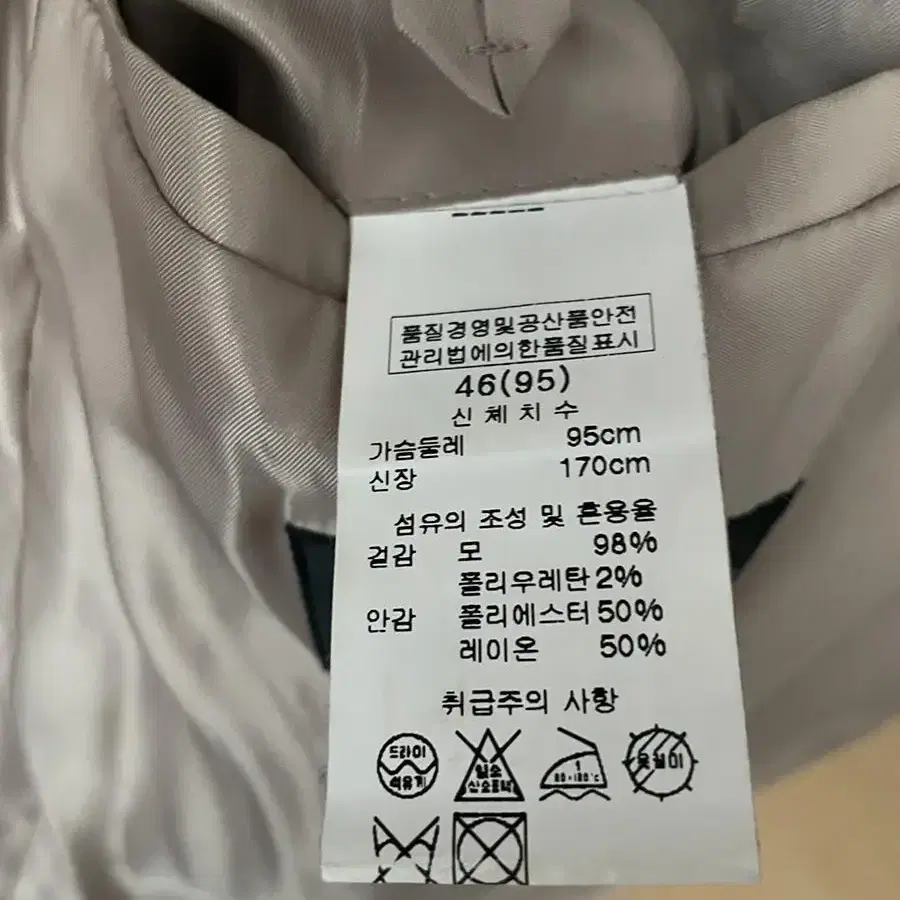 품질경영및공산품안전
관리법에의한품질표시
46(95)
신체치수
가슴둘레 95cm
신장 170cm
섬유의 조성 및 혼용율
겉감 모 98%
폴리우레탄 2%
안감 폴리에스터 50%
레이온 50%
취급주의 사항
드라이
석유계
염소
산소표백
1
80~120°C
옷걸이